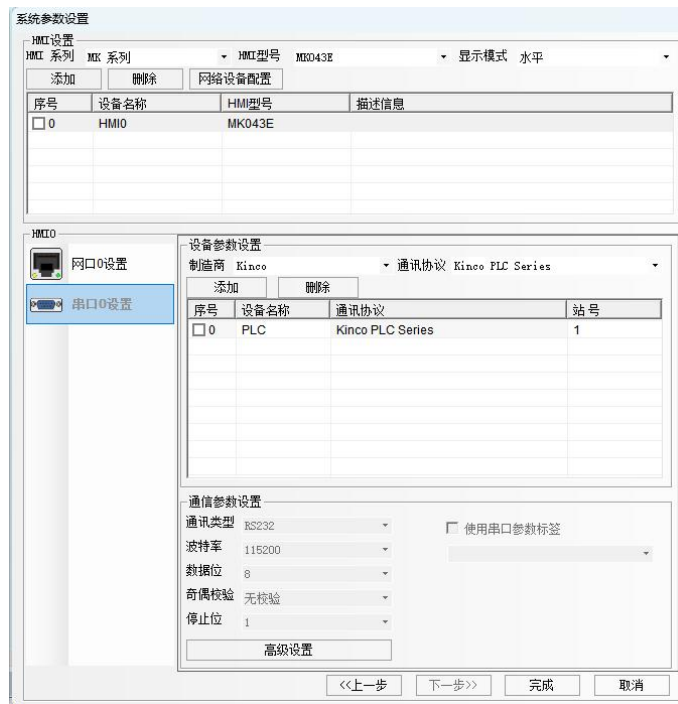 系统参数设置
HMI设置
HMI 系列 MK 系列 HMI型号 MK043E 显示模式 水平
添加 删除 网络设备配置
序号 设备名称 HMI型号 描述信息
0 HMI0 MK043E
HMI0
网口0设置
串口0设置
设备参数设置
制造商 Kinco 通讯协议 Kinco PLC Series
添加 删除
序号 设备名称 通讯协议 站号
0 PLC Kinco PLC Series 1
通信参数设置
通讯类型 RS232 使用串口参数标签
波特率 115200
数据位 8
奇偶校验 无校验
停止位 1
高级设置
<<上一步 下一步>> 完成 取消